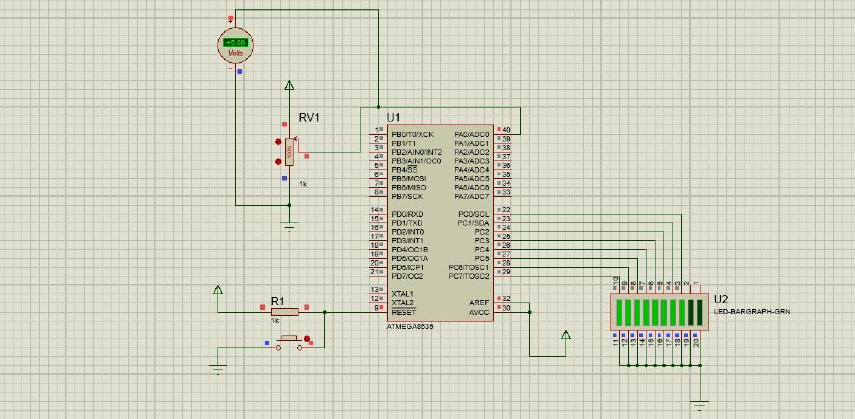 +5.00
Volts
RV1
100%
1k
U1
1 PB0/T0/XCK PA0/ADC0 40
2 PB1/T1 PA1/ADC1 39
3 PB2/AIN0/INT2 PA2/ADC2 38
4 PB3/AIN1/OC0 PA3/ADC3 37
5 PB4/SS PA4/ADC4 36
6 PB5/MOSI PA5/ADC5 35
7 PB6/MISO PA6/ADC6 34
8 PB7/SCK PA7/ADC7 33
14 PD0/RXD PC0/SCL 22
15 PD1/TXD PC1/SDA 23
16 PD2/INT0 PC2 24
17 PD3/INT1 PC3 25
18 PD4/OC1B PC4 26
19 PD5/OC1A PC5 27
20 PD6/ICP1 PC6/TOSC1 28
21 PD7/OC2 PC7/TOSC2 29
13 XTAL1
12 XTAL2 AREF 32
9 RESET AVCC 30
ATMEGA8535
R1
1k
10 9 8 7 6 5 4 3 2 1
U2
LED-BARGRAPH-GRN
11 12 13 14 15 16 17 18 19 20